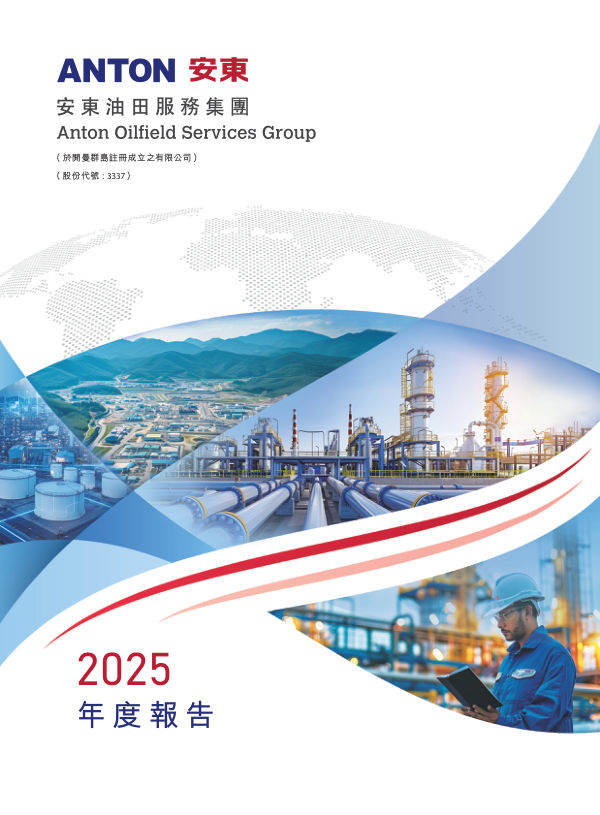 ANTON 安東
安東油田服務集團
Anton Oilfield Services Group
(於開曼群島註冊成立之有限公司)
(股份代號:3337)
2025
年度報告